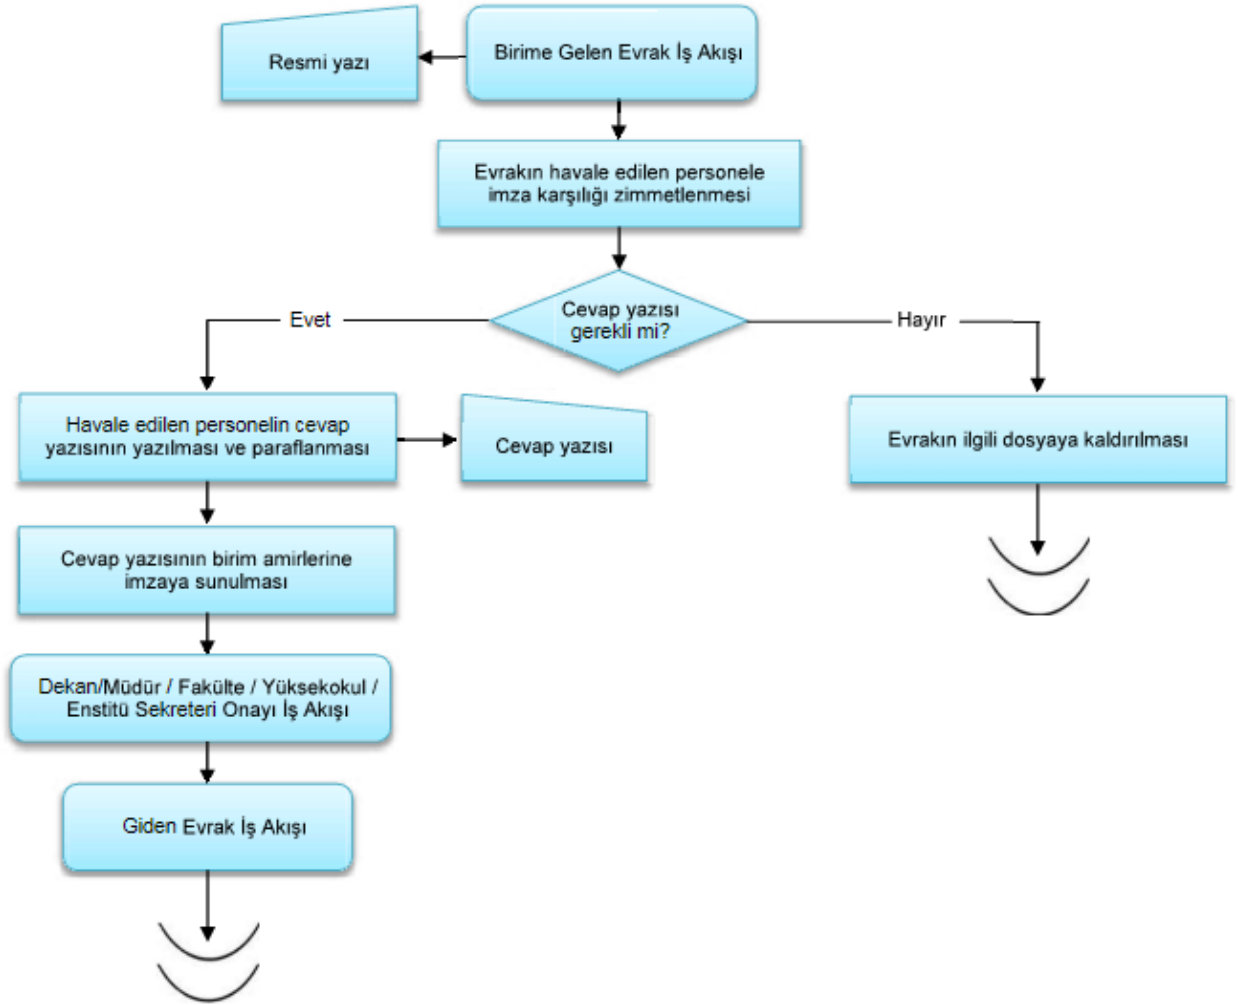 Resmi yazı
Birime Gelen Evrak İş Akışı
Evrakın havale edilen personele
imza karşılığı zimmetlenmesi
Cevap yazısı
gerekli mi?
Evet
Hayır
Havale edilen personelin cevap
yazısının yazılması ve paraflanması
Cevap yazısı
Evrakın ilgili dosyaya kaldırılması
Cevap yazısının birim amirlerine
imzaya sunulması
Dekan/Müdür / Fakülte / Yüksekokul /
Enstitü Sekreteri Onayı İş Akışı
Giden Evrak İş Akışı